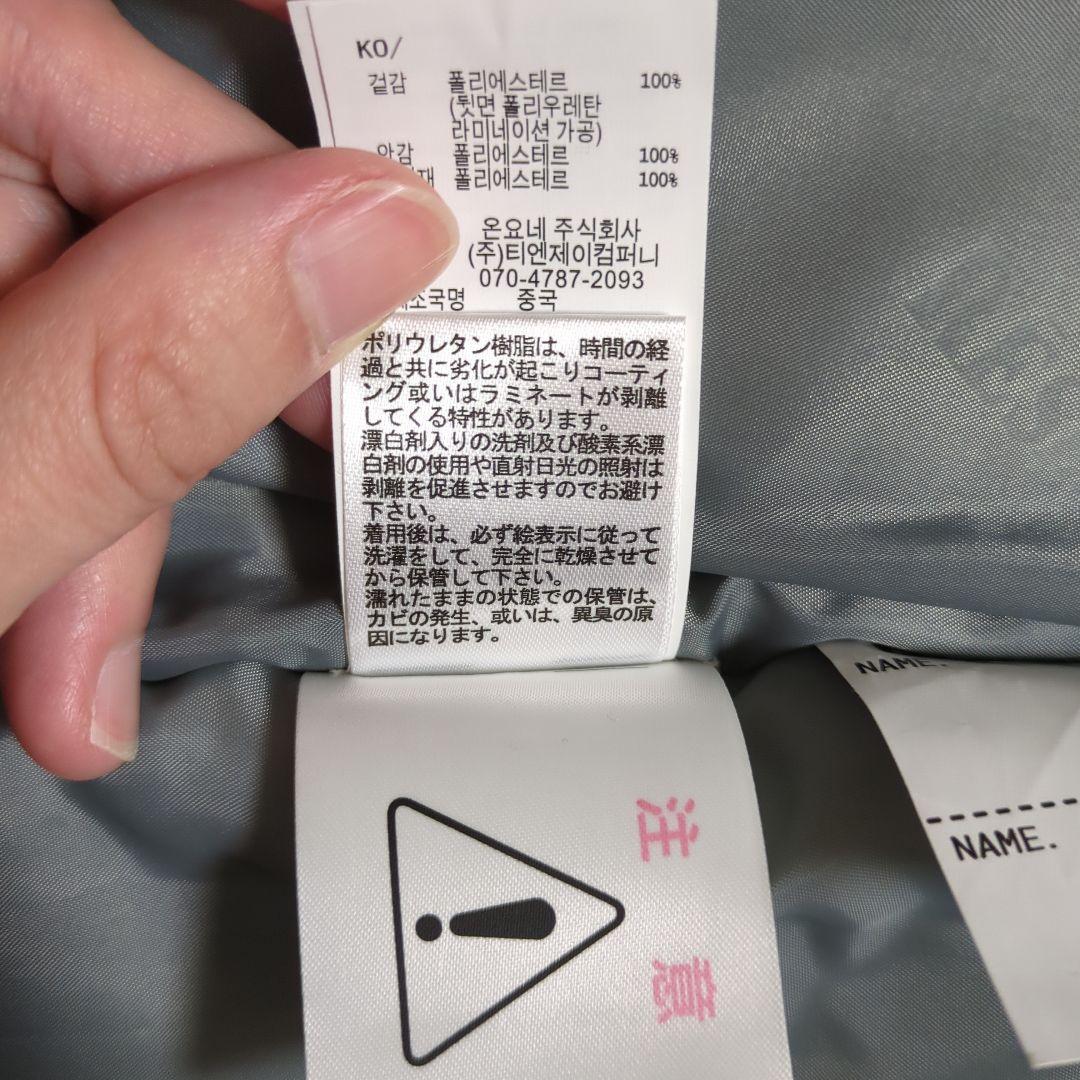 KO/
겉감 폴리에스테르 100%
(뒷면 폴리우레탄
라미네이션 가공)
안감 폴리에스테르 100%
폴리에스테르 100%
온요네 주식회사
(주)티엔제이컴퍼니
070-4787-2093
제조국명 중국
ポリウレタン樹脂は、時間の経
過と共に劣化が起こりコーティ
ング或いはラミネートが剥離
してくる特性があります。
漂白剤入りの洗剤及び酸素系漂
白剤の使用や直射日光の照射は
剥離を促進させますのでお避け
下さい。
着用後は、必ず絵表示に従って
洗濯をして、完全に乾燥させて
から保管して下さい。
濡れたままの状態での保管は、
カビの発生、或いは、異臭の原
因になります。
注意
NAME.
NAME.